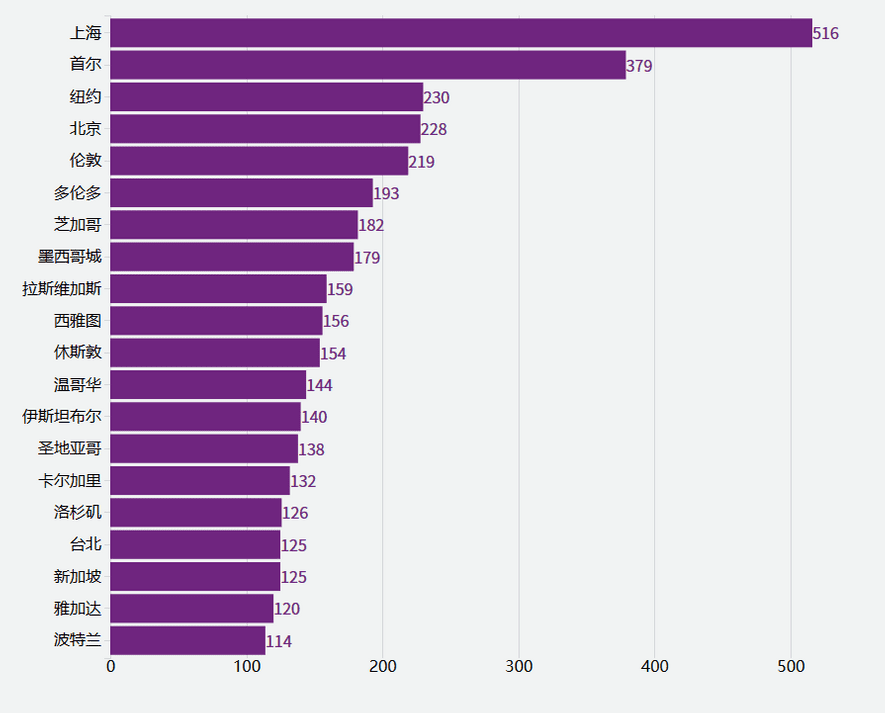 上海 516
首尔 379
纽约 230
北京 228
伦敦 219
多伦多 193
芝加哥 182
墨西哥城 179
拉斯维加斯 159
西雅图 156
休斯敦 154
温哥华 144
伊斯坦布尔 140
圣地亚哥 138
卡尔加里 132
洛杉矶 126
台北 125
新加坡 125
雅加达 120
波特兰 114
0 100 200 300 400 500